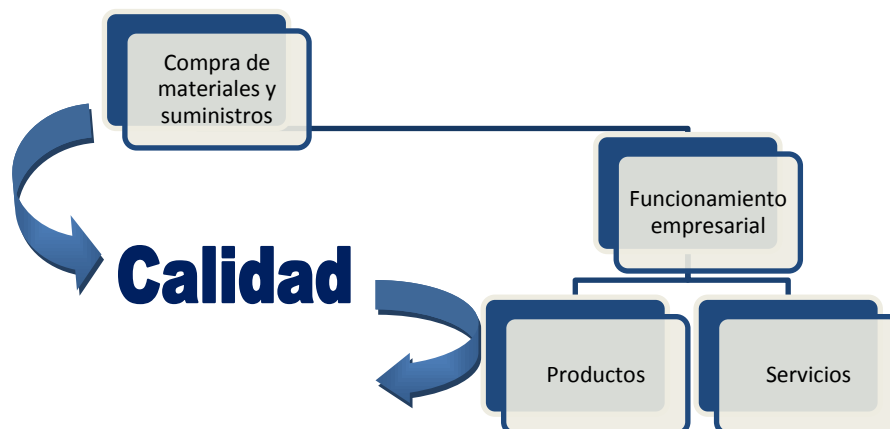 Compra de
materiales y
suministros
Funcionamiento
empresarial
Calidad
Productos
Servicios